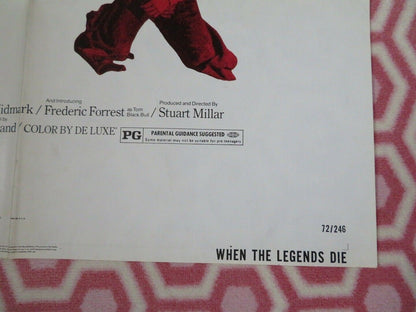 And Introducing
idmark / Frederic Forrest as Tom Black Bull / Produced and Directed By Stuart Millar
and / COLOR BY DE LUXE®
PG PARENTAL GUIDANCE SUGGESTED
Some material may not be suitable for pre-teenagers
72/246
WHEN THE LEGENDS DIE